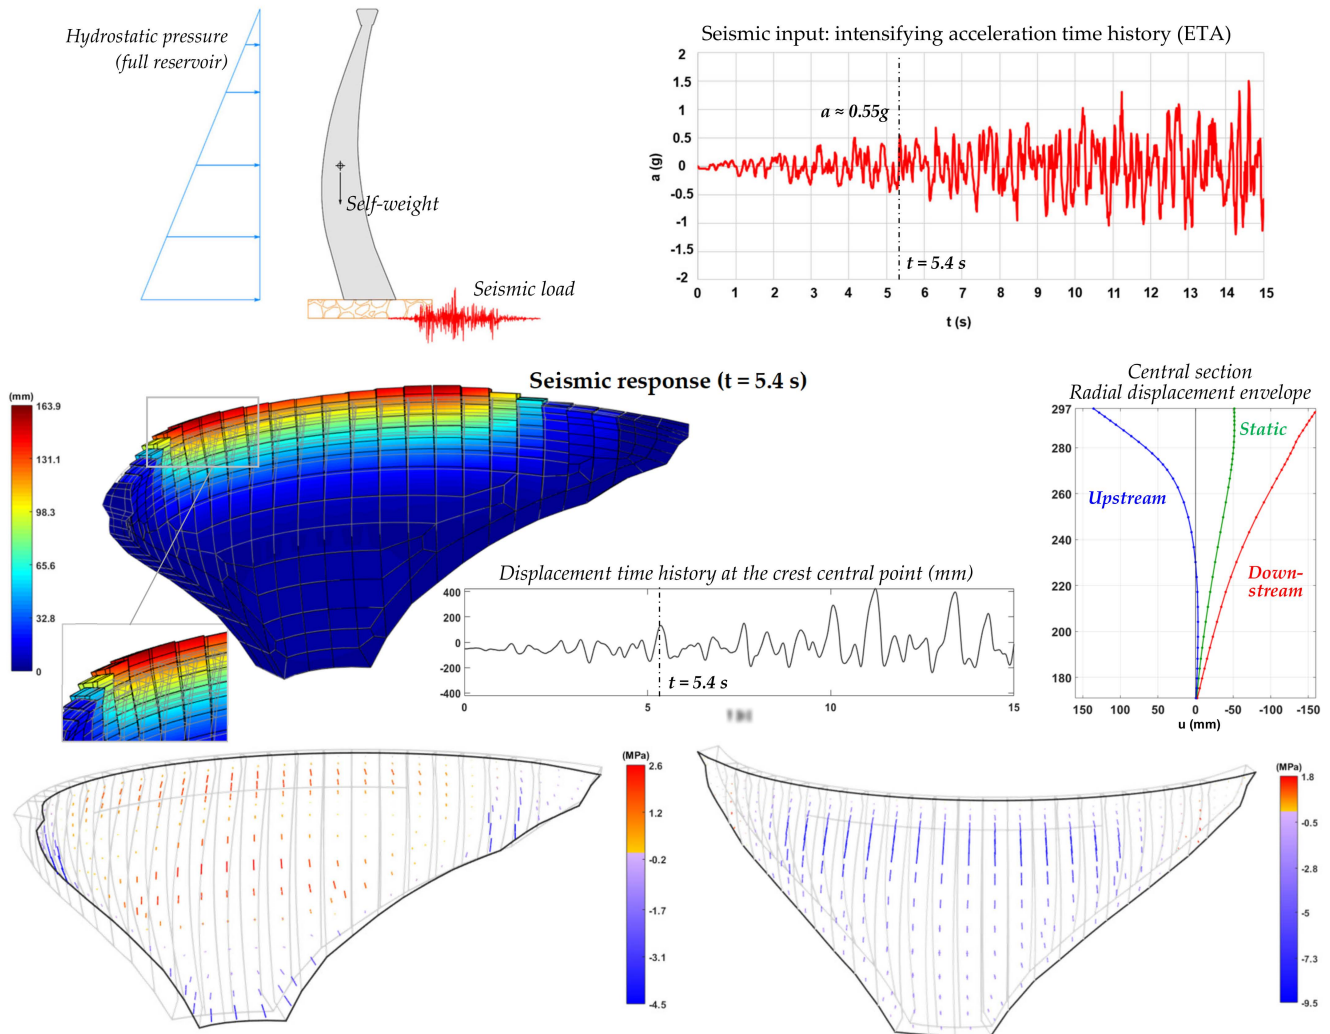 Hydrostatic pressure
(full reservoir)
Self-weight
Seismic load
Seismic input: intensifying acceleration time history (ETA)
2
1.5
1
0.5
0
-0.5
-1
-1.5
-2
a (g)
a ≈ 0.55g
t = 5.4 s
0 1 2 3 4 5 6 7 8 9 10 11 12 13 14 15
t (s)
Seismic response (t = 5.4 s)
(mm)
163.9
131.1
98.3
65.6
32.8
0
Displacement time history at the crest central point (mm)
400
200
0
-200
-400
t = 5.4 s
0 5 10 15
Central section
Radial displacement envelope
297
280
260
240
220
200
180
Static
Upstream
Down-
stream
150 100 50 0 -50 -100 -150
u (mm)
(MPa)
2.6
1.2
-0.2
-1.7
-3.1
-4.5
(MPa)
1.8
-0.5
-2.8
-5
-7.3
-9.5